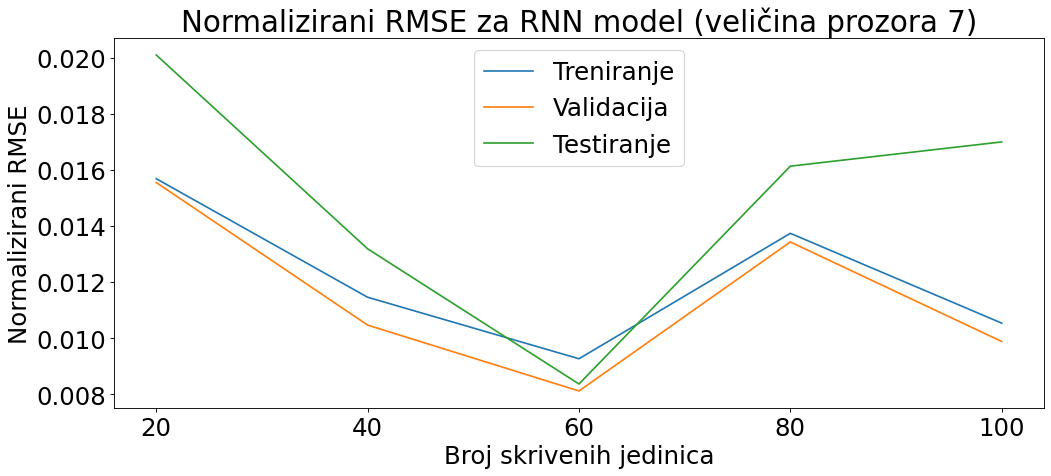 Normalizirani RMSE za RNN model (veličina prozora 7)
Normalizirani RMSE
0.020
0.018
0.016
0.014
0.012
0.010
0.008
Treniranje
Validacija
Testiranje
20 40 60 80 100
Broj skrivenih jedinica